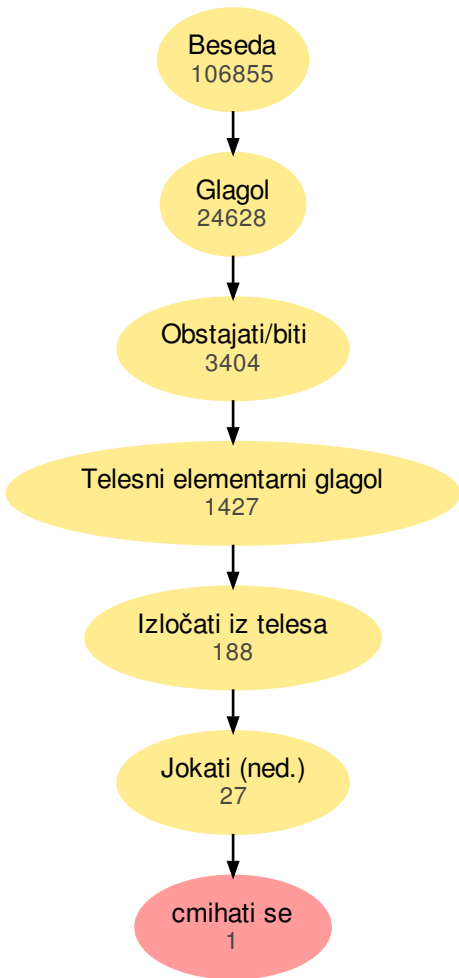 Beseda
106855
Glagol
24628
Obstajati/biti
3404
Telesni elementarni glagol
1427
Izločati iz telesa
188
Jokati (ned.)
27
cmihati se
1